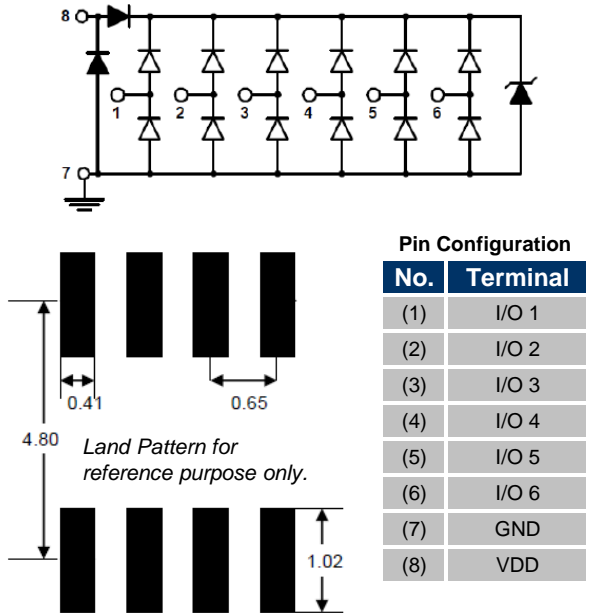 8
1
2
3
4
5
6
7
0.41
0.65
4.80
Land Pattern for
reference purpose only.
1.02
Pin Configuration
No. Terminal
(1) I/O 1
(2) I/O 2
(3) I/O 3
(4) I/O 4
(5) I/O 5
(6) I/O 6
(7) GND
(8) VDD